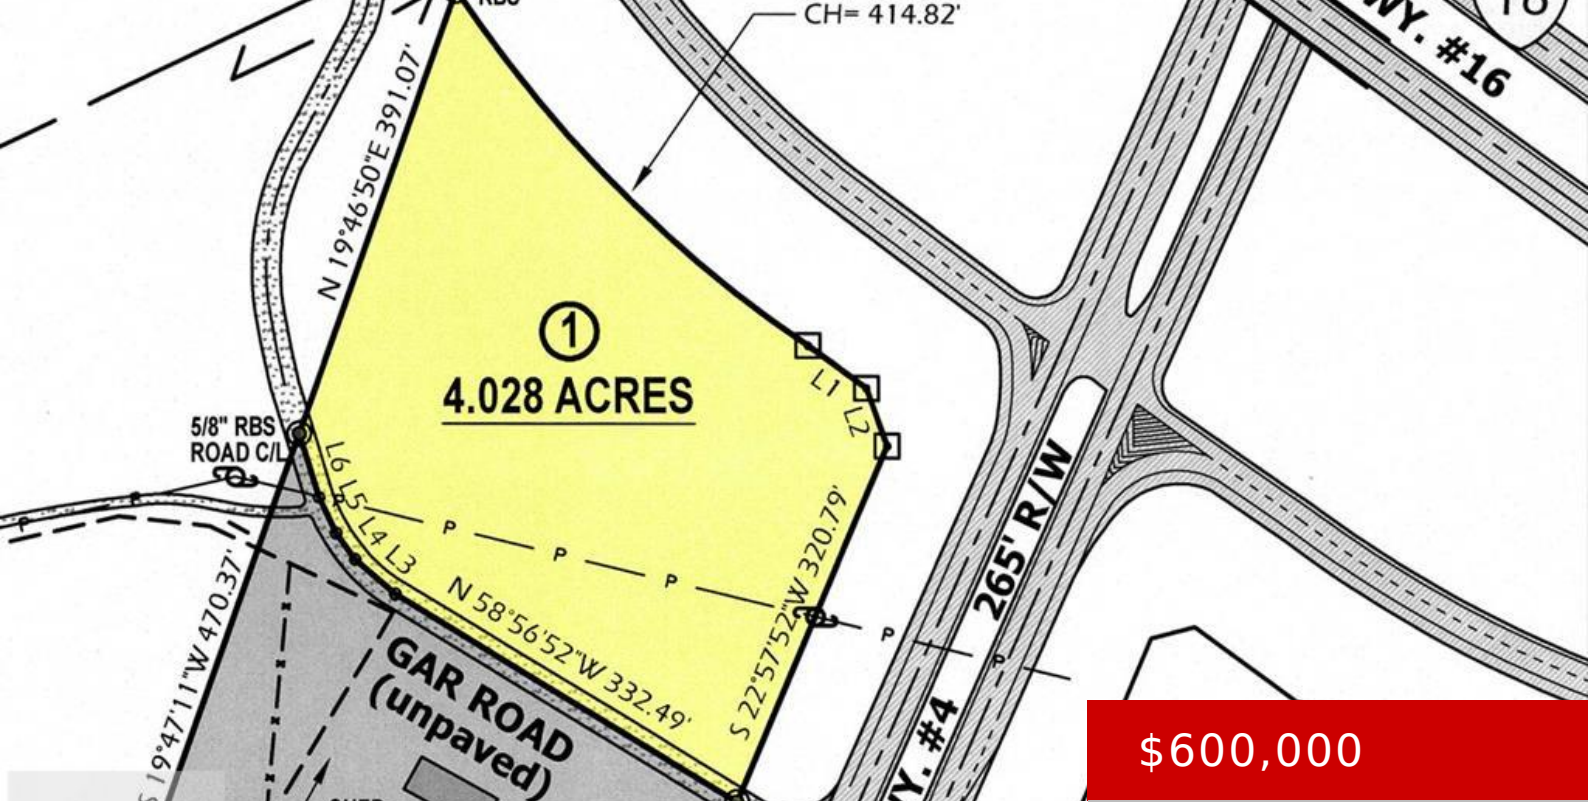 RBS
CH= 414.82'
WY. #16
16
N 19°46'50"E 391.07'
1
4.028 ACRES
L1
L2
5/8" RBS
ROAD C/L
L6
L5
L4
L3
P
P
P
P
P
P
P
P
N 58°56'52"W 332.49'
S 22°57'52"W 320.79'
265' R/W
S 19°47'11"W 470.37'
GAR ROAD
(unpaved)
WY. #4
$600,000